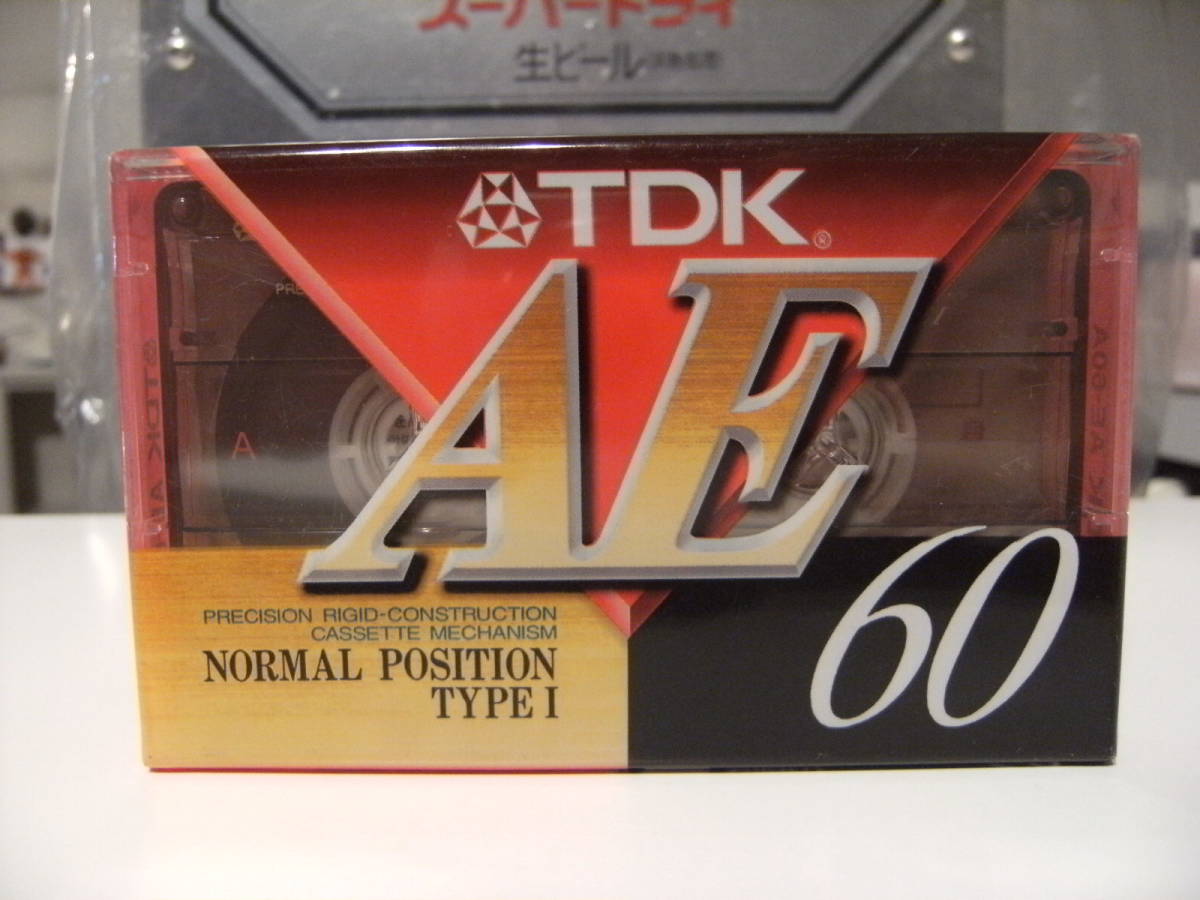 スーパードライ
生ビール
TDK
®
AE
PRE
A
60
PRECISION RIGID-CONSTRUCTION
CASSETTE MECHANISM
NORMAL POSITION
TYPE I